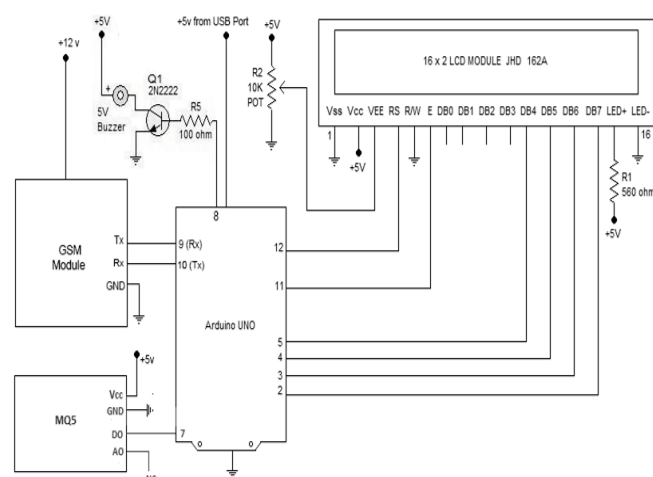 +5V
+5v from USB Port
+12 v
Q1
2N2222
R5
100 ohm
+
5V
Buzzer
R2
10K
POT
16 x 2 LCD MODULE JHD 162A
Vss Vcc VEE RS R/W E DB0 DB1 DB2 DB3 DB4 DB5 DB6 DB7 LED+ LED-
1
16
+5V
R1
560 ohm
+5V
8
GSM
Module
Tx
Rx
GND
9 (Rx)
10 (Tx)
12
11
Arduino UNO
5
4
3
2
+5v
MQ5
Vcc
GND
DO
AO
7